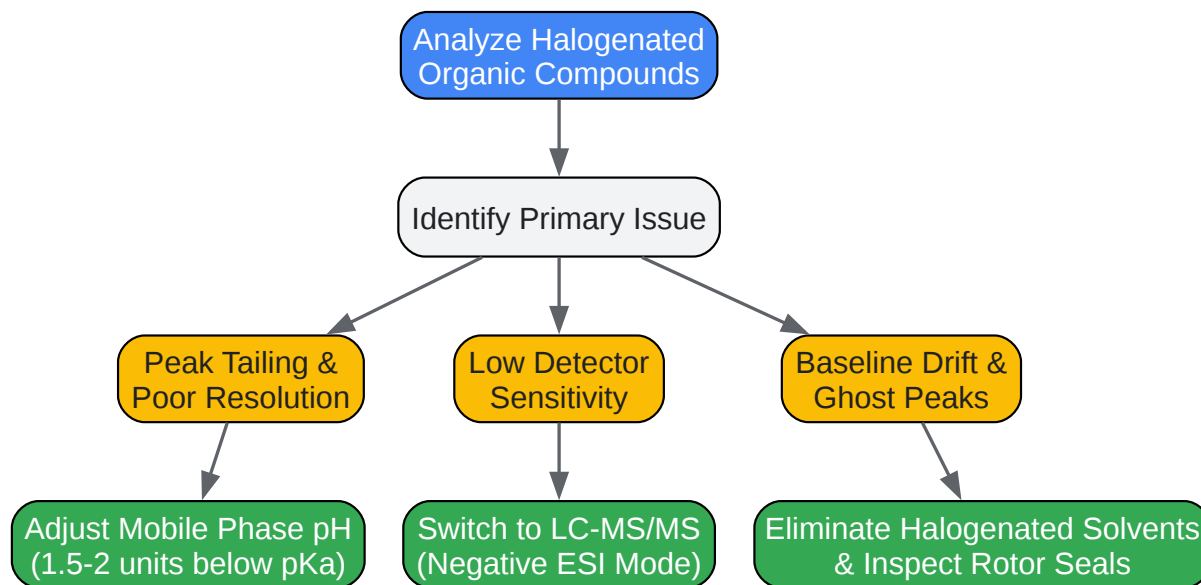 Analyze Halogenated
Organic Compounds
Identify Primary Issue
Peak Tailing &
Poor Resolution
Low Detector
Sensitivity
Baseline Drift &
Ghost Peaks
Adjust Mobile Phase pH
(1.5-2 units below pKa)
Switch to LC-MS/MS
(Negative ESI Mode)
Eliminate Halogenated Solvents
& Inspect Rotor Seals